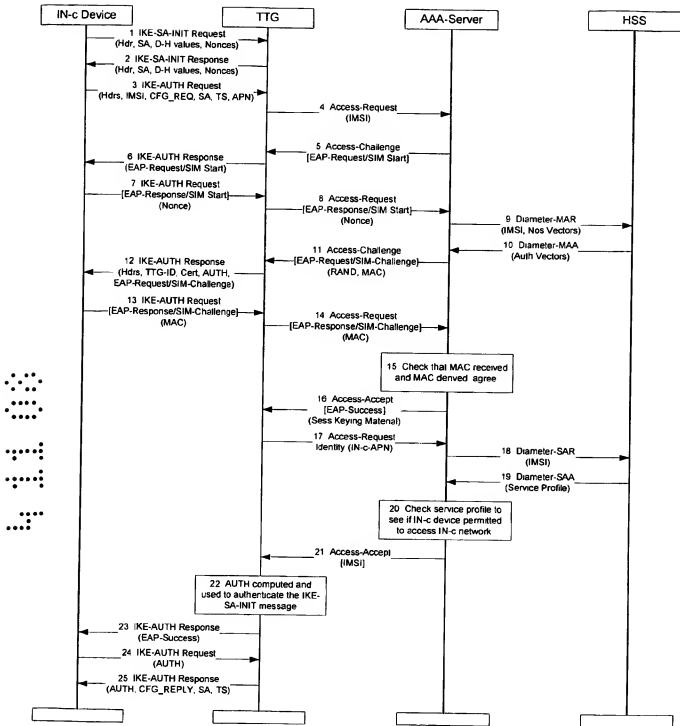 IN-c Device
TTG
AAA-Server
HSS
1 IKE-SA-INIT Request
(Hdr, SA, D-H values, Nonces)
2 IKE-SA-INIT Response
(Hdr, SA, D-H values, Nonces)
3 IKE-AUTH Request
(Hdrs, IMSI, CFG_REQ, SA, TS, APN)
4 Access-Request
(IMSI)
5 Access-Challenge
[EAP-Request/SIM Start]
6 IKE-AUTH Response
(EAP-Request/SIM Start)
7 IKE-AUTH Request
[EAP-Response/SIM Start]
(Nonce)
8 Access-Request
[EAP-Response/SIM Start]
(Nonce)
9 Diameter-MAR
(IMSI, Nos Vectors)
10 Diameter-MAA
(Auth Vectors)
11 Access-Challenge
[EAP-Request/SIM-Challenge]
(RAND, MAC)
12 IKE-AUTH Response
(Hdrs, TTG-ID, Cert, AUTH,
EAP-Request/SIM-Challenge)
13 IKE-AUTH Request
[EAP-Response/SIM-Challenge]
(MAC)
14 Access-Request
[EAP-Response/SIM-Challenge]
(MAC)
15 Check that MAC received
and MAC derived agree
16 Access-Accept
[EAP-Success]
(Sess Keying Material)
17 Access-Request
Identity (IN-c-APN)
18 Diameter-SAR
(IMSI)
19 Diameter-SAA
(Service Profile)
20 Check service profile to
see if IN-c device permitted
to access IN-c network
21 Access-Accept
[IMSI]
22 AUTH computed and
used to authenticate the IKE-
SA-INIT message
23 IKE-AUTH Response
(EAP-Success)
24 IKE-AUTH Request
(AUTH)
25 IKE-AUTH Response
(AUTH, CFG_REPLY, SA, TS)